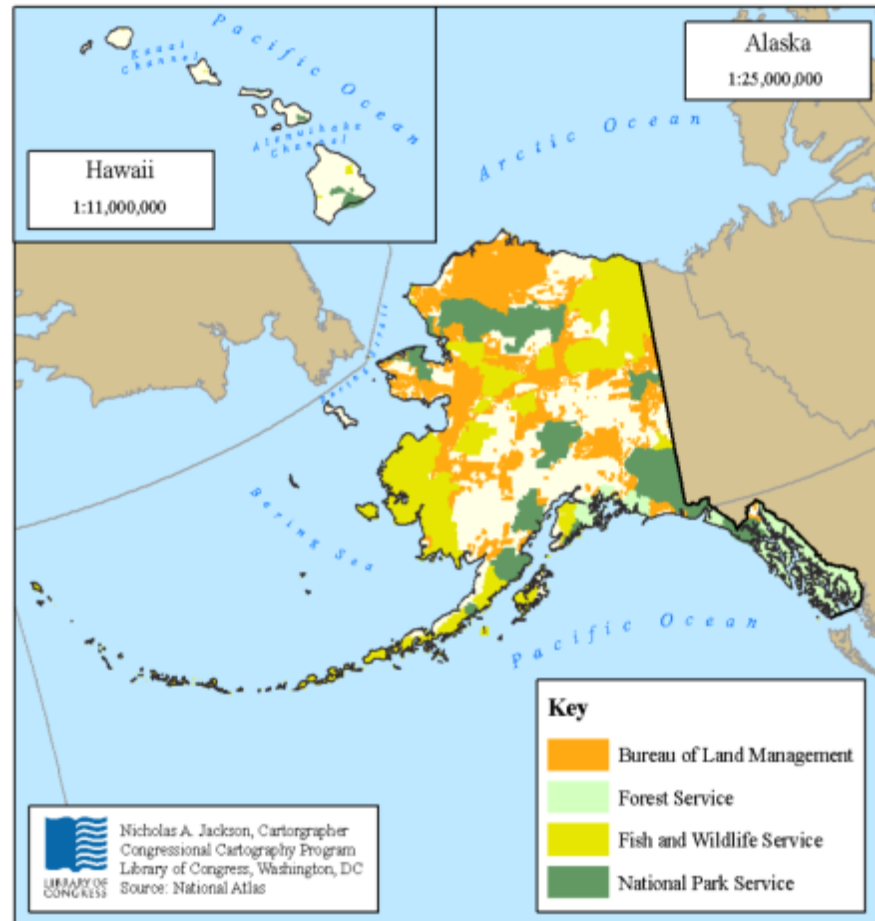 Pacific Ocean
Kauai
Channel
Alenuihaha
Channel
Hawaii
1:11,000,000
Alaska
1:25,000,000
Arctic Ocean
Bering Strait
Bering Sea
Pacific Ocean
Key
Bureau of Land Management
Forest Service
Fish and Wildlife Service
National Park Service
LIBRARY OF
CONGRESS
Nicholas A. Jackson, Cartorgrapher
Congressional Cartography Program
Library of Congress, Washington, DC
Source: National Atlas